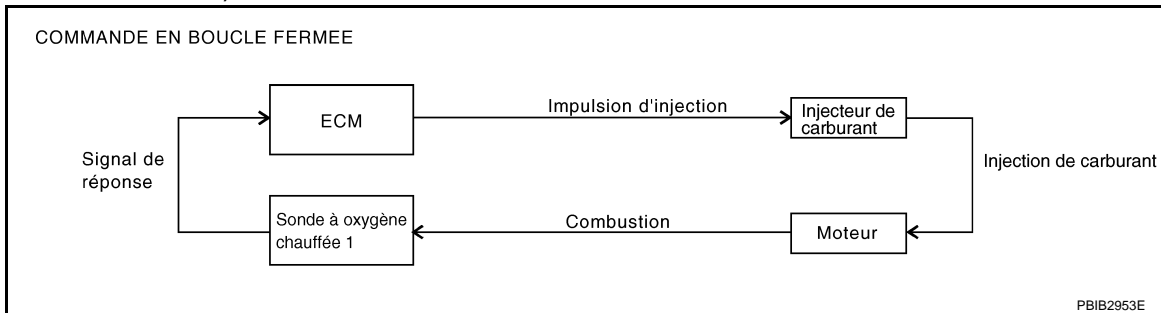 COMMANDE EN BOUCLE FERMEE
ECM
Impulsion d'injection
Injecteur de
carburant
Signal de
réponse
Injection de carburant
Sonde à oxygène
chauffée 1
Combustion
Moteur
PBIB2953E